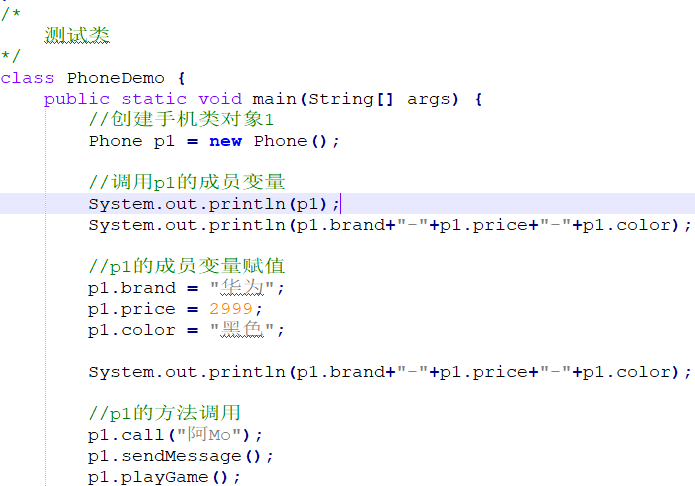 /*
    测试类
*/
class PhoneDemo {
    public static void main(String[] args) {
        //创建手机类对象1
        Phone p1 = new Phone();

        //调用p1的成员变量
        System.out.println(p1);
        System.out.println(p1.brand+"-"+p1.price+"-"+p1.color);

        //p1的成员变量赋值
        p1.brand = "华为";
        p1.price = 2999;
        p1.color = "黑色";

        System.out.println(p1.brand+"-"+p1.price+"-"+p1.color);

        //p1的方法调用
        p1.call("阿Mo");
        p1.sendMessage();
        p1.playGame();